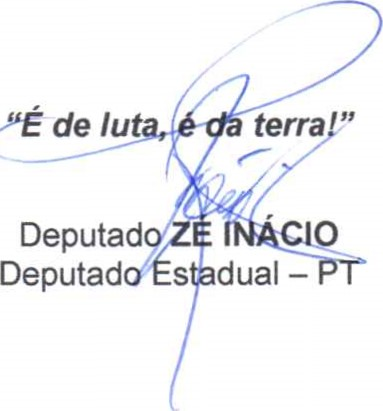 “É de luta, é da terra!”
Deputado ZÉ INÁCIO
Deputado Estadual – PT